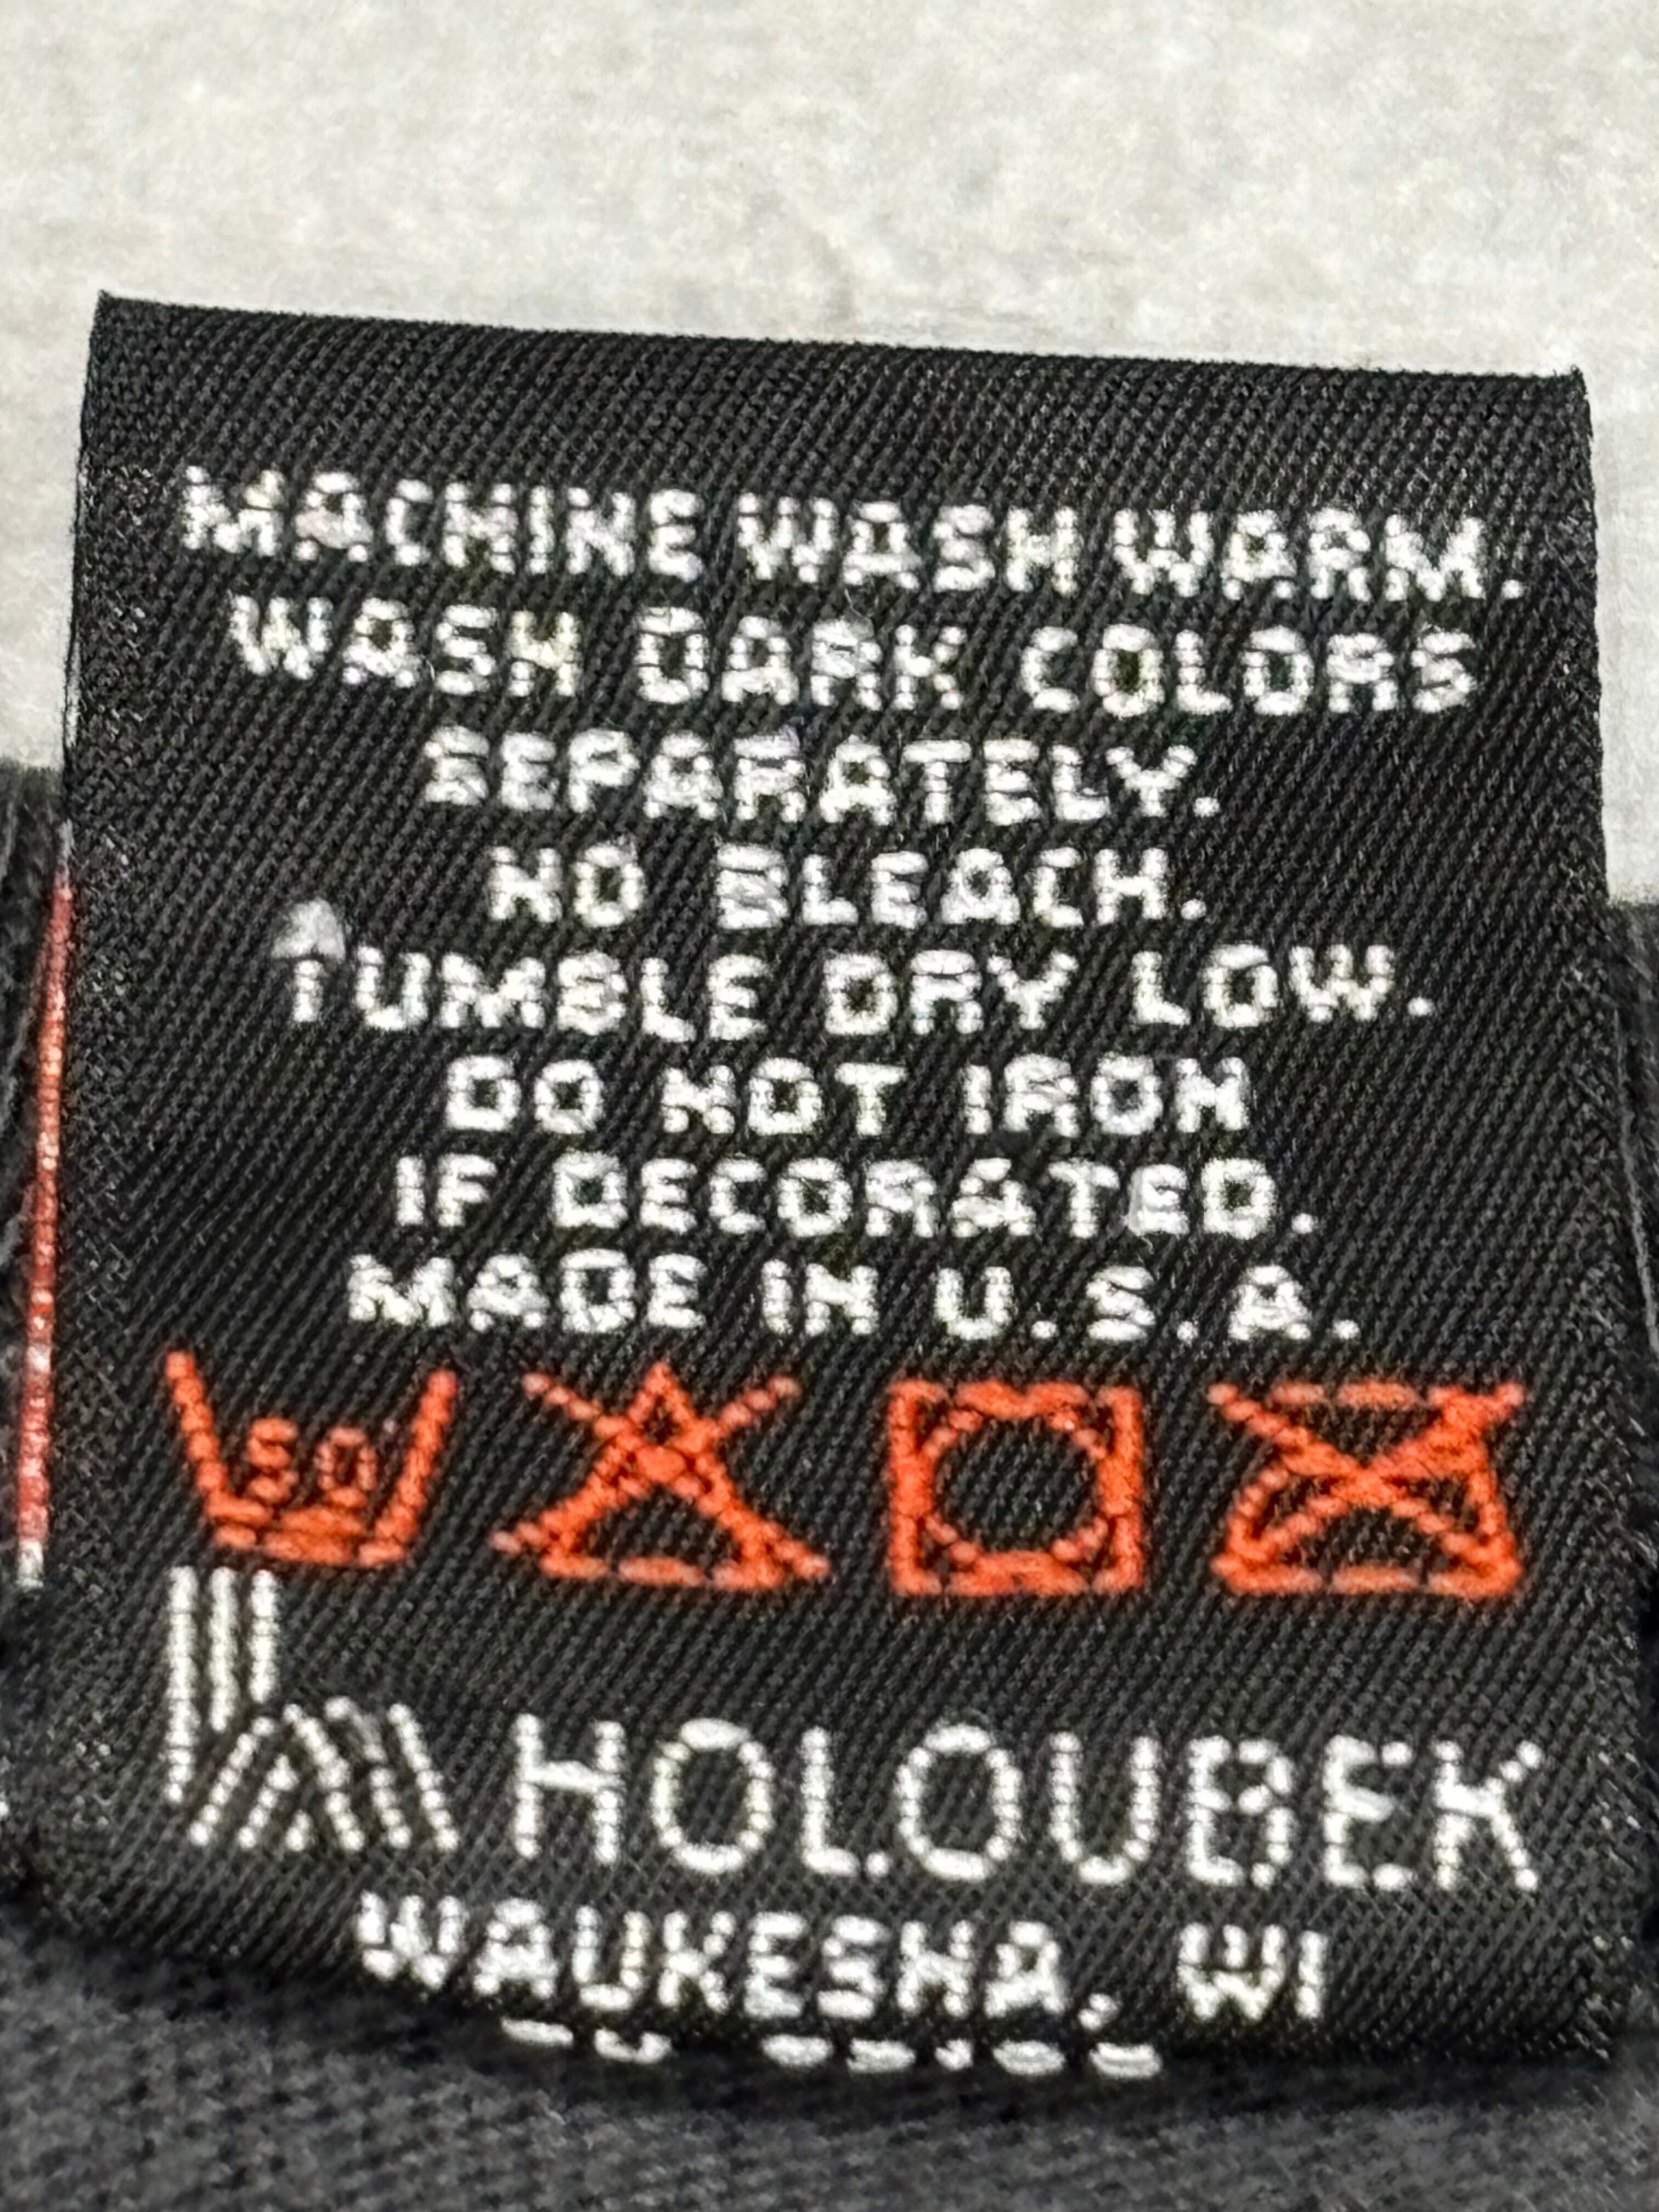 MACHINE WASH WARM.
WASH DARK COLORS
SEPARATELY.
NO BLEACH.
TUMBLE DRY LOW.
DO NOT IRON
IF DECORATED.
MADE IN U.S.A.
50
HOLOUBEK
WAUKESHA, WI